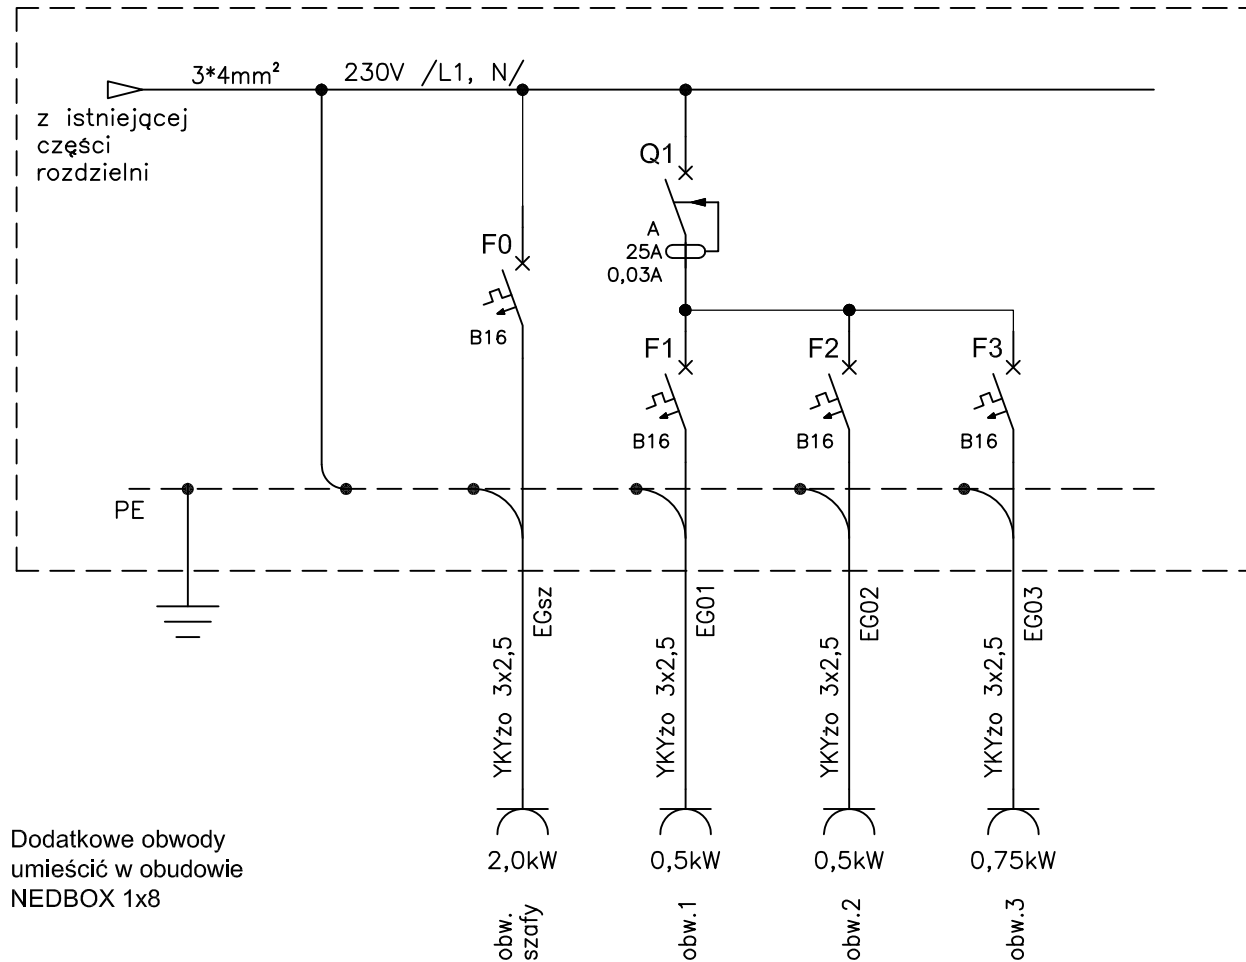 3*4mm²
230V /L1, N/
z istniejącej
części
rozdzielni
Q1
A
25A
0,03A
F0
B16
F1
B16
F2
B16
F3
B16
PE
EGsz
YKYżo 3x2,5
EG01
YKYżo 3x2,5
EG02
YKYżo 3x2,5
EG03
YKYżo 3x2,5
2,0kW
0,5kW
0,5kW
0,75kW
obw.
szafy
obw.1
obw.2
obw.3
Dodatkowe obwody
umieścić w obudowie
NEDBOX 1x8